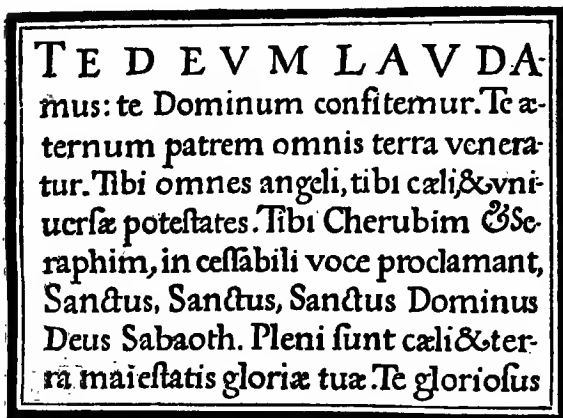 TE DEVM LAVDA-
mus: te Dominum confitemur. Te æ-
ternum patrem omnis terra venera-
tur. Tibi omnes angeli, tibi cæli, & vni-
uerſæ poteſtates. Tibi Cherubim & Se-
raphim, in ceſſabili voce proclamant,
Sanctus, Sanctus, Sanctus Dominus
Deus Sabaoth. Pleni ſunt cæli & ter-
ra maieſtatis gloriæ tuæ. Te glorioſus